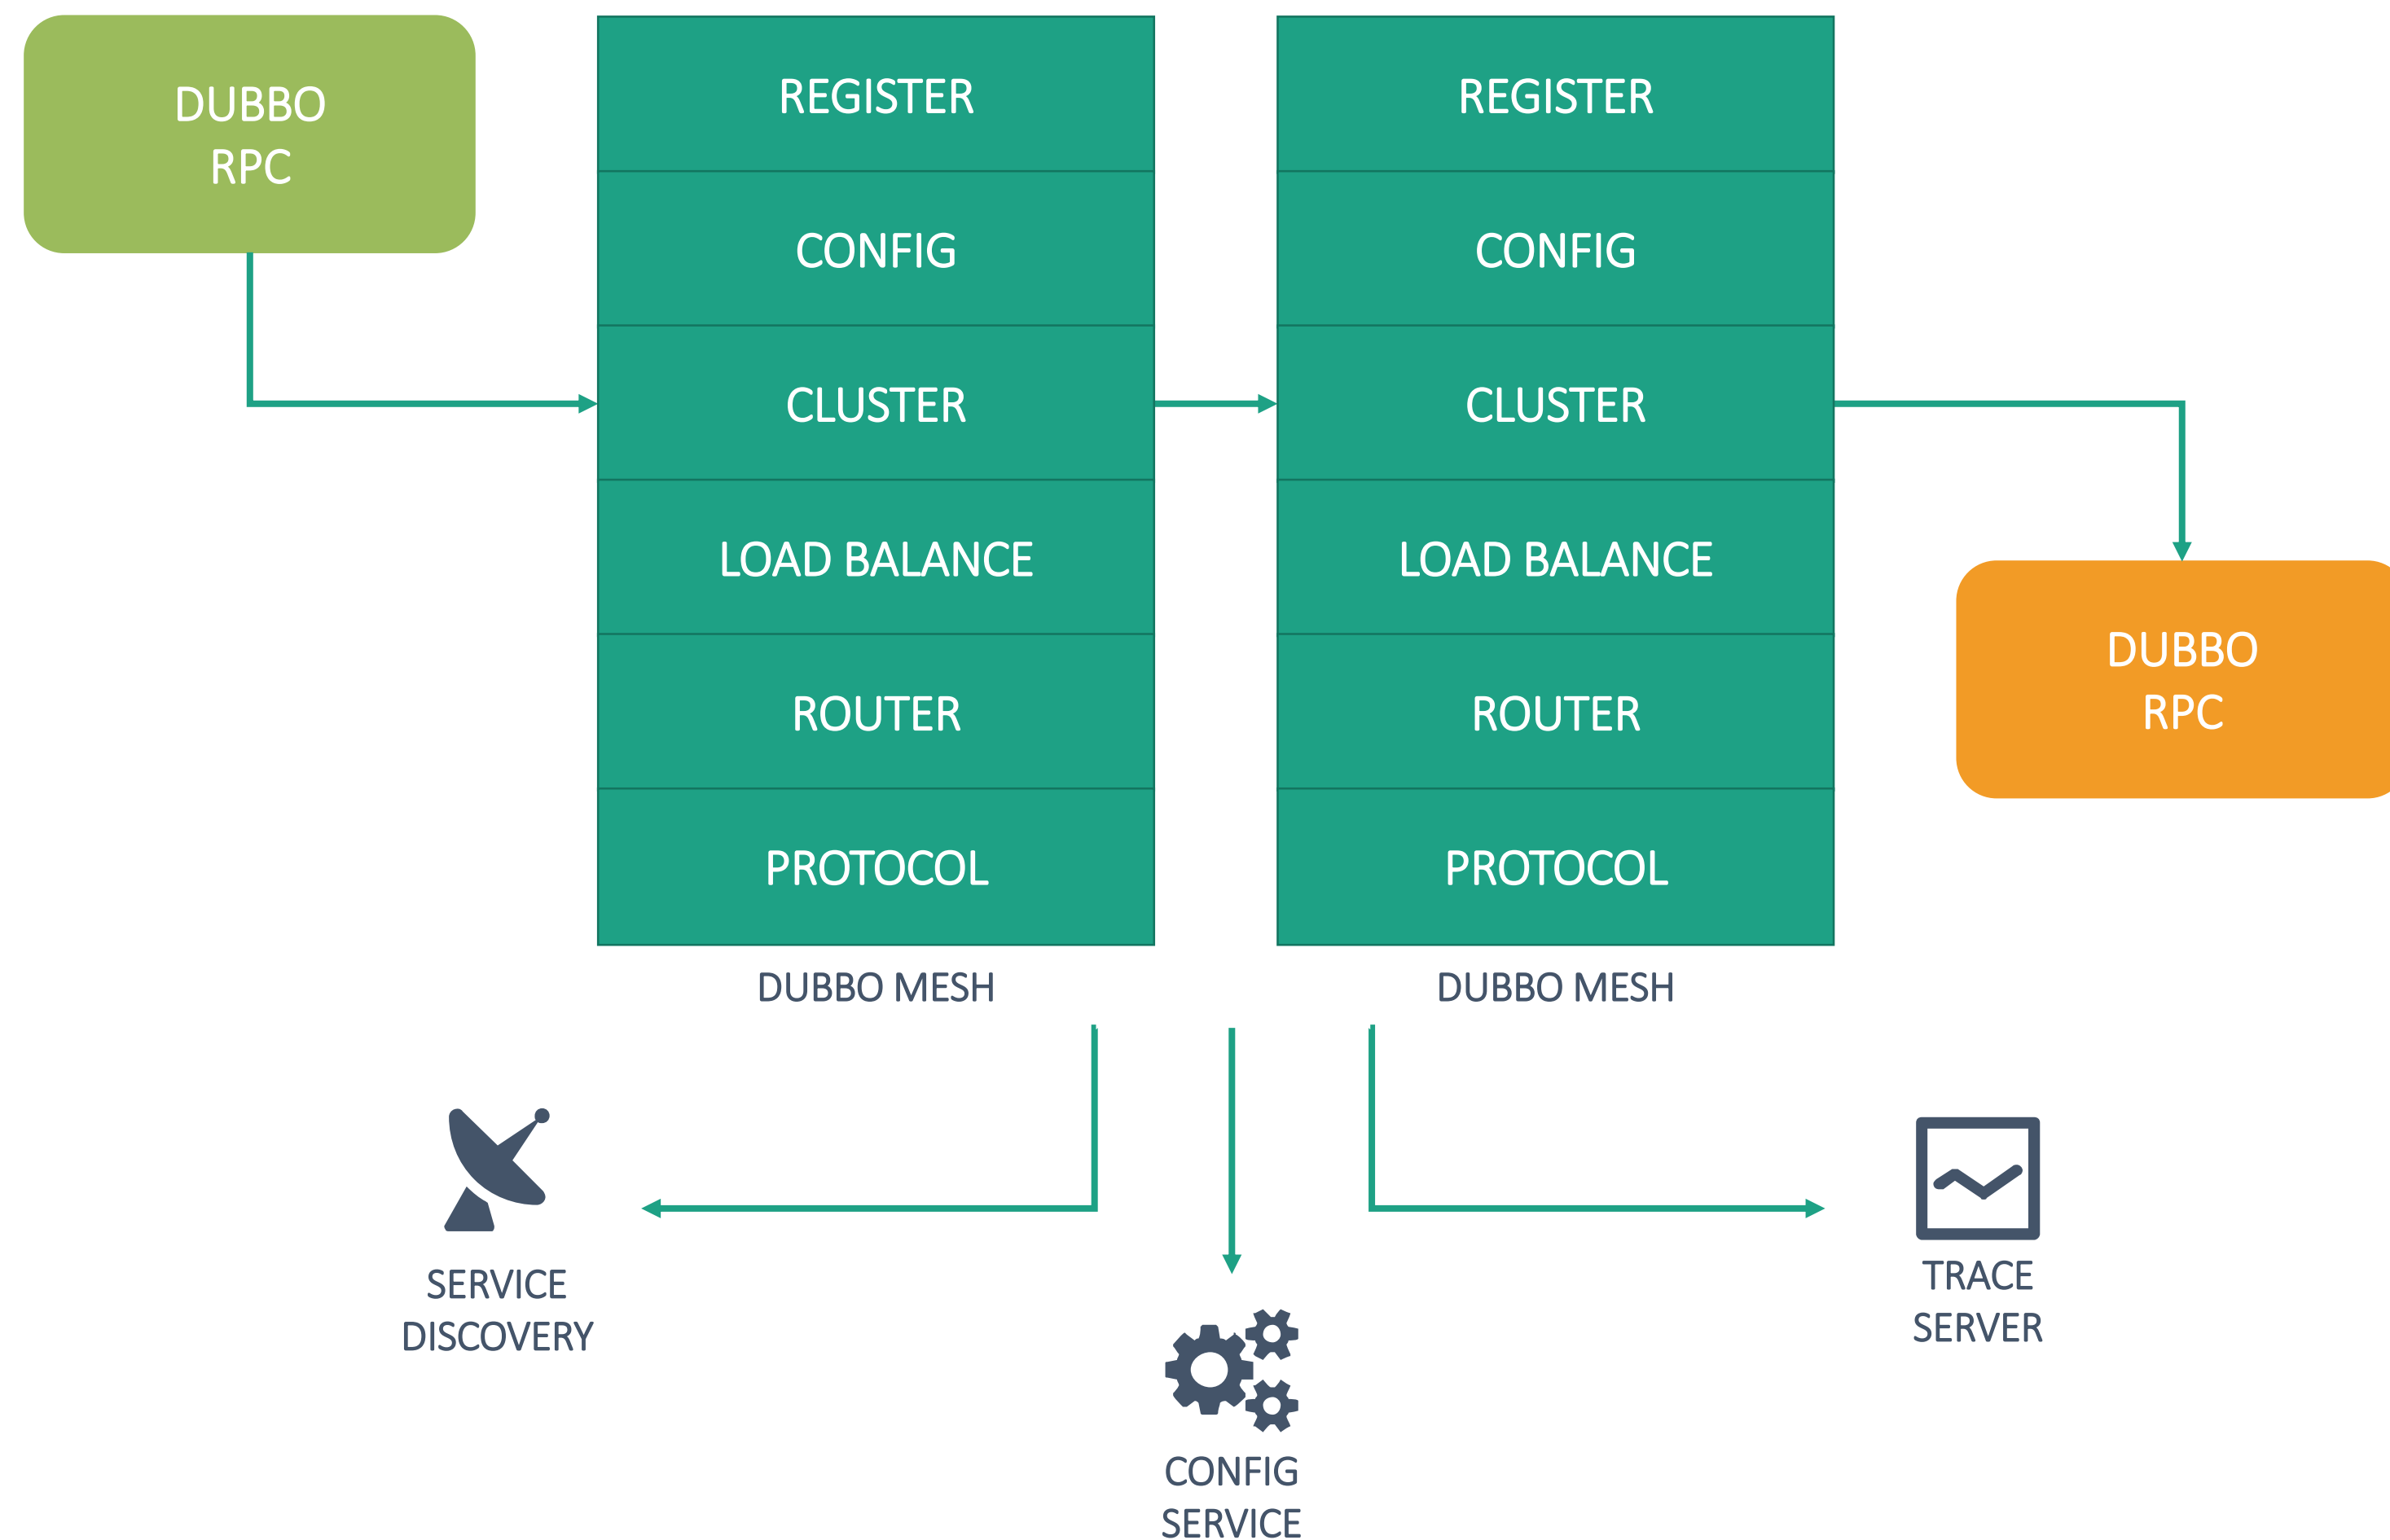 DUBBO
RPC
REGISTER
CONFIG
CLUSTER
LOAD BALANCE
ROUTER
PROTOCOL
DUBBO MESH
REGISTER
CONFIG
CLUSTER
LOAD BALANCE
ROUTER
PROTOCOL
DUBBO MESH
DUBBO
RPC
SERVICE
DISCOVERY
CONFIG
SERVICE
TRACE
SERVER